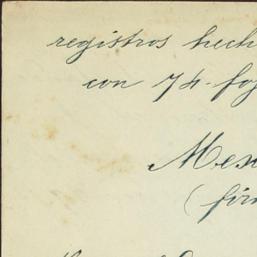 registros hech
con 74 foj
Mex
(fir